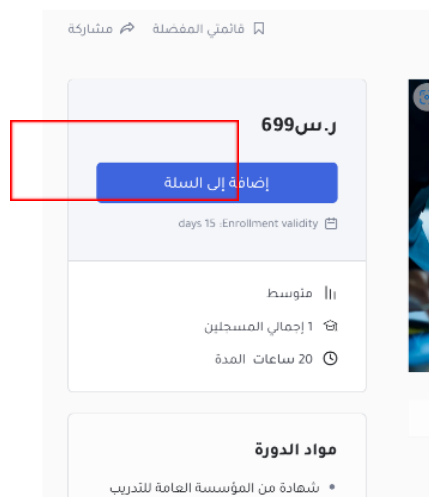 قائمتي المفضلة مشاركة
ر.س699
إضافة إلى السلة
days 15 :Enrollment validity
متوسط
1 إجمالي المسجلين
20 ساعات المدة
مواد الدورة
• شهادة من المؤسسة العامة للتدريب